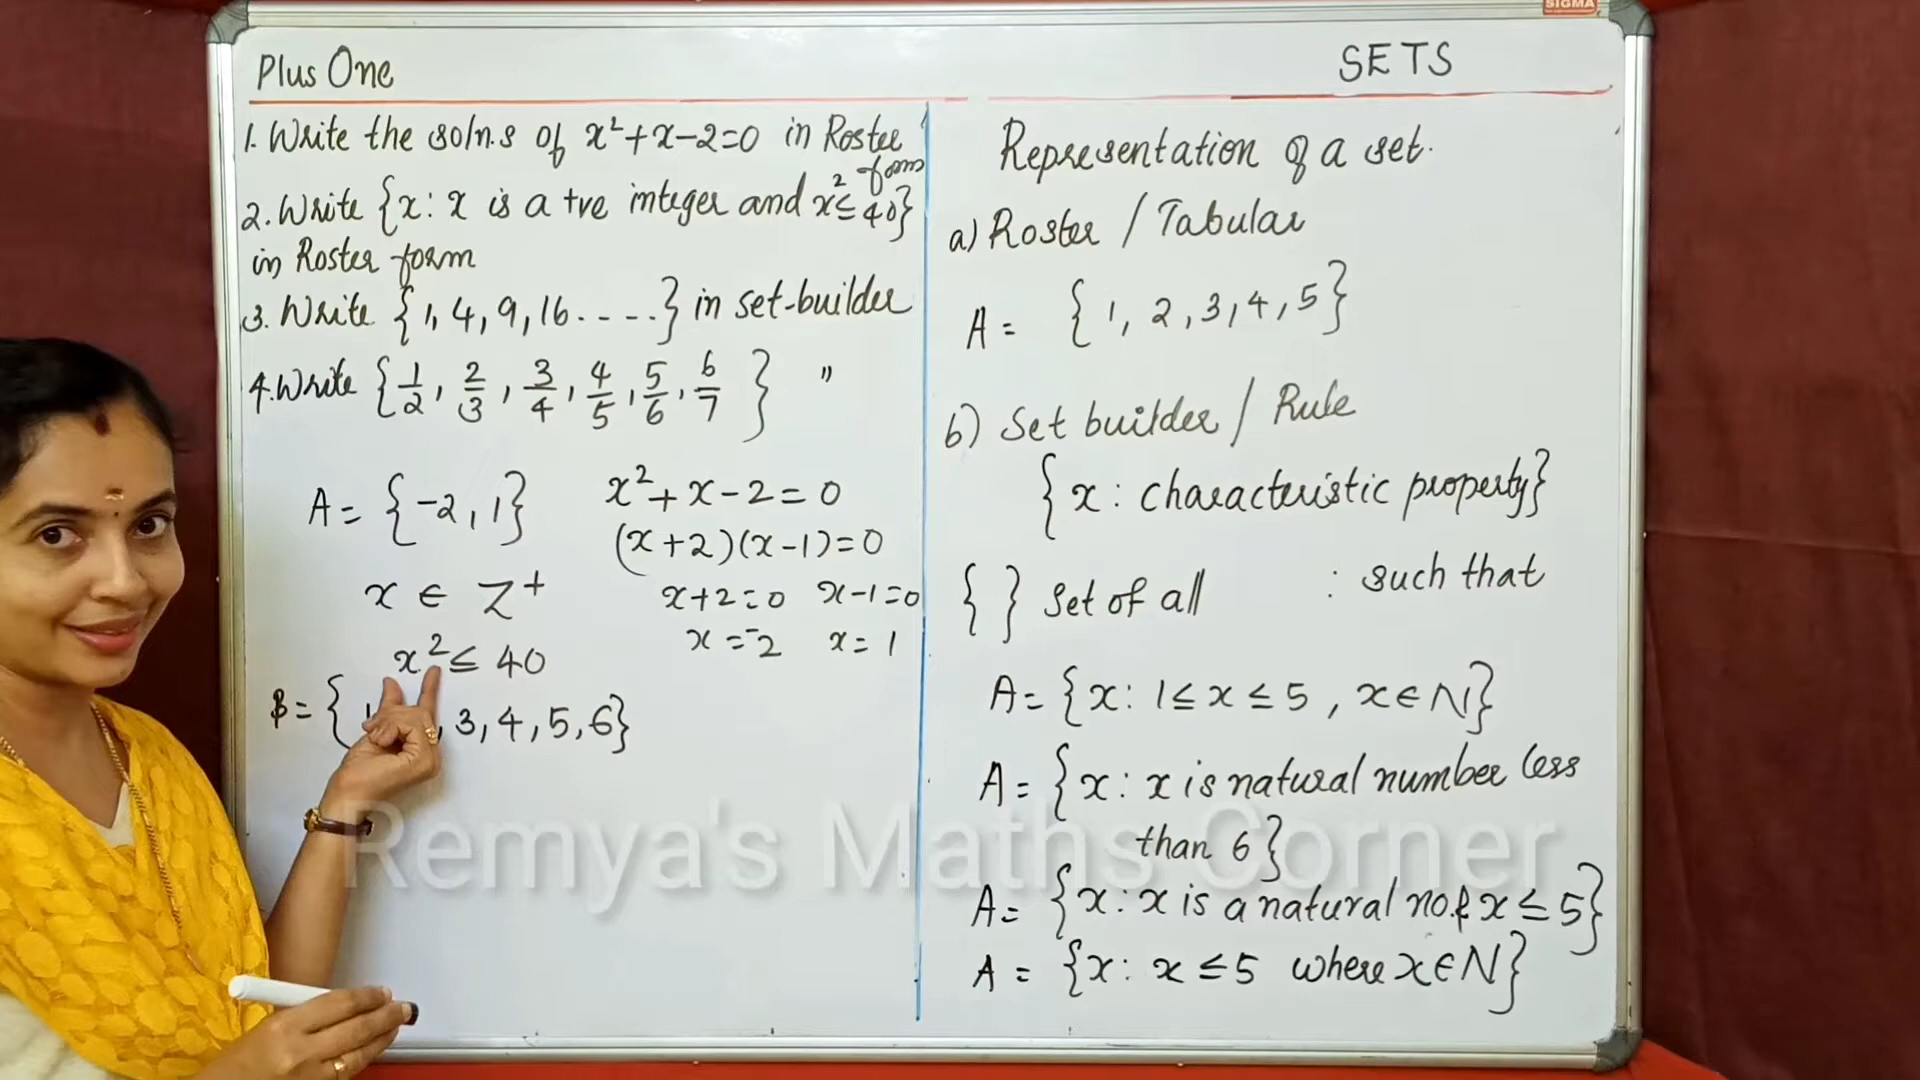 SIGMA
Plus One
SETS
1. Write the soln.s of x²+x-2=0 in Roster form
2. Write {x: x is a +ve integer and x² ≤ 40}
in Roster form
3. Write {1, 4, 9, 16 . . . . .} in set-builder
4. Write {1/2, 2/3, 3/4, 4/5, 5/6, 6/7} "
A = {-2, 1}
x ∈ Z⁺
x² ≤ 40
B = {1, , 3, 4, 5, 6}
x²+x-2=0
(x+2)(x-1)=0
x+2=0 x-1=0
x=-2 x=1
Representation of a set.
a) Roster / Tabular
A = {1, 2, 3, 4, 5}
b) Set builder / Rule
{x: characteristic property}
{ } Set of all : such that
A = {x: 1≤x≤5, x∈N}
A = {x: x is natural number less
than 6}
A = {x: x is a natural no. & x ≤ 5}
A = {x: x ≤5 where x∈N}
Remya's Maths Corner